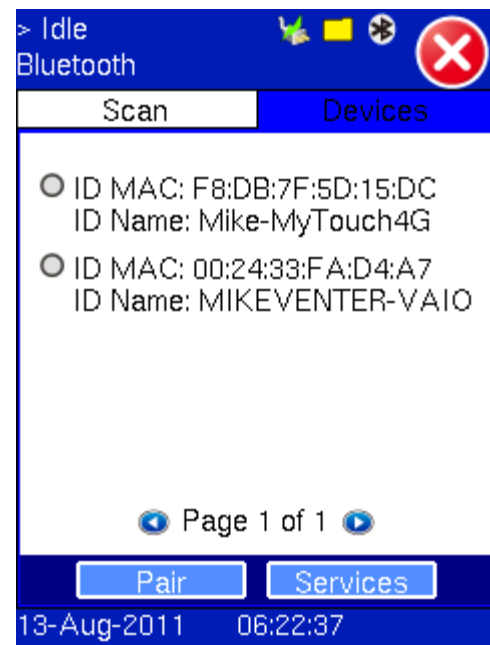 > Idle
Bluetooth
Scan Devices
ID MAC: F8:DB:7F:5D:15:DC
ID Name: Mike-MyTouch4G
ID MAC: 00:24:33:FA:D4:A7
ID Name: MIKEVENTER-VAIO
Page 1 of 1
Pair Services
13-Aug-2011 06:22:37